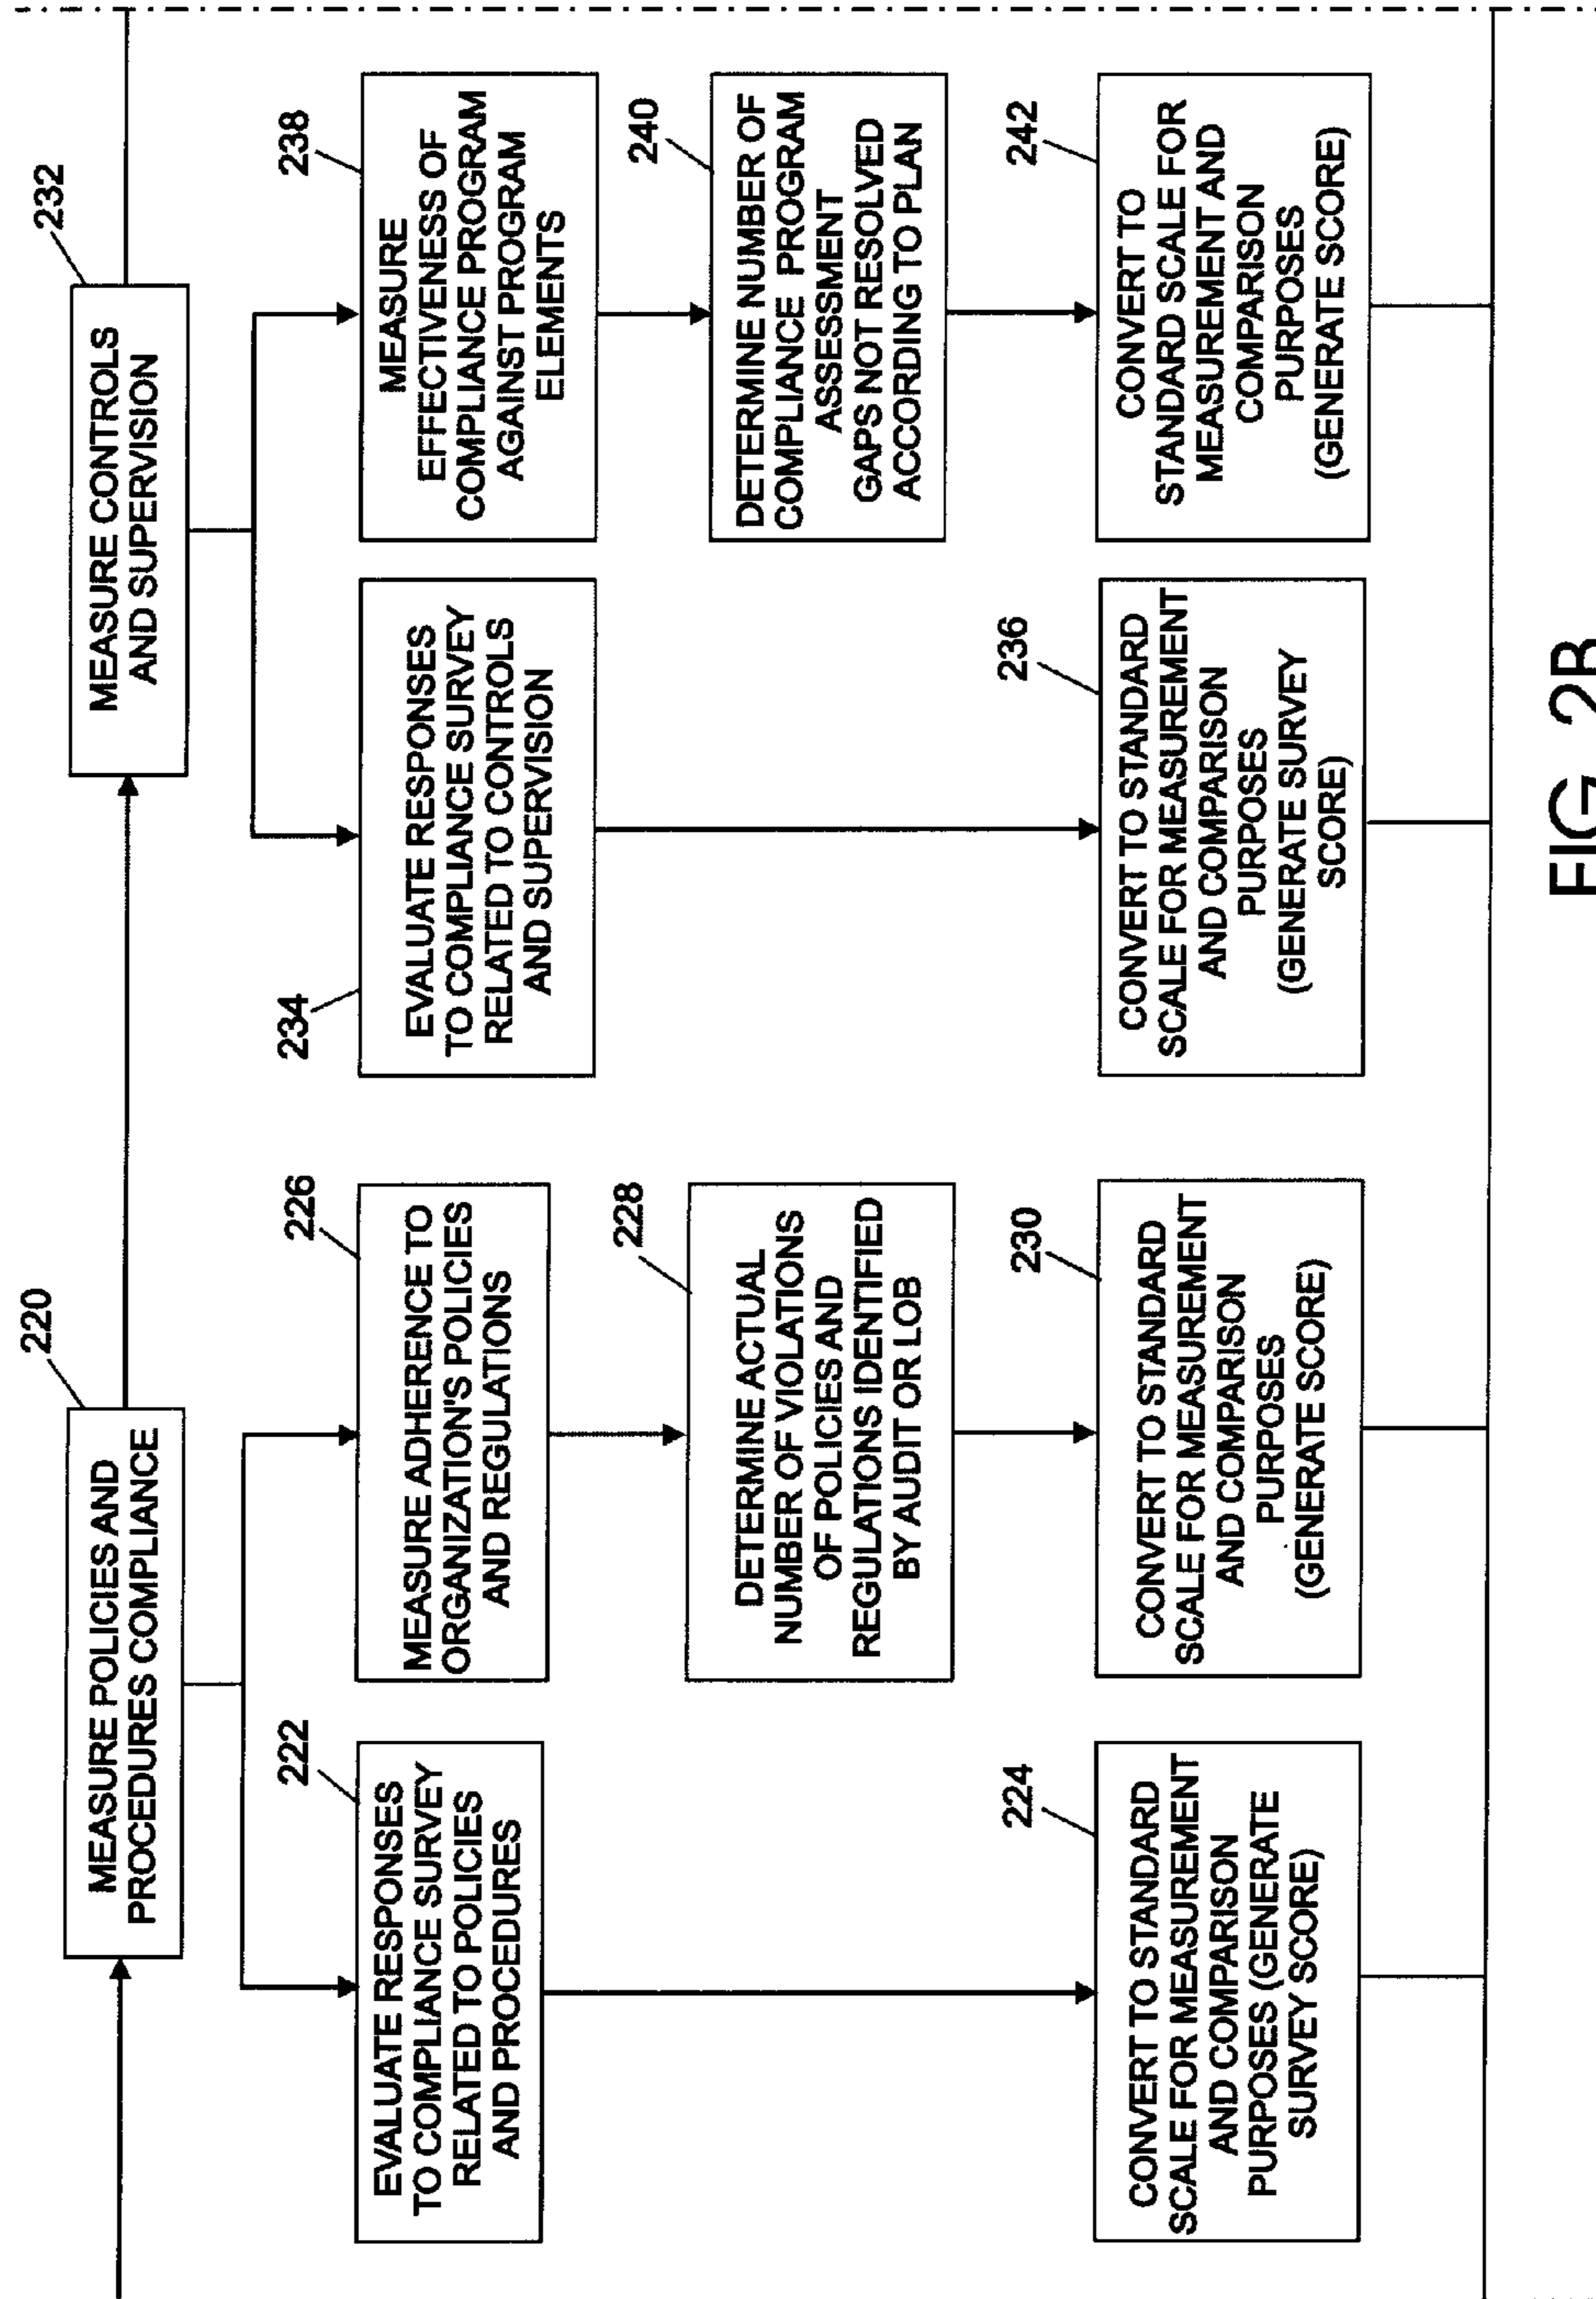 220
MEASURE POLICIES AND
PROCEDURES COMPLIANCE
222
EVALUATE RESPONSES
TO COMPLIANCE SURVEY
RELATED TO POLICIES
AND PROCEDURES
224
CONVERT TO STANDARD
SCALE FOR MEASUREMENT
AND COMPARISON
PURPOSES (GENERATE
SURVEY SCORE)
226
MEASURE ADHERENCE TO
ORGANIZATION'S POLICIES
AND REGULATIONS
228
DETERMINE ACTUAL
NUMBER OF VIOLATIONS
OF POLICIES AND
REGULATIONS IDENTIFIED
BY AUDIT OR LOB
230
CONVERT TO STANDARD
SCALE FOR MEASUREMENT
AND COMPARISON
PURPOSES
(GENERATE SCORE)
232
MEASURE CONTROLS
AND SUPERVISION
234
EVALUATE RESPONSES
TO COMPLIANCE SURVEY
RELATED TO CONTROLS
AND SUPERVISION
236
CONVERT TO STANDARD
SCALE FOR MEASUREMENT
AND COMPARISON
PURPOSES
(GENERATE SURVEY
SCORE)
238
MEASURE
EFFECTIVENESS OF
COMPLIANCE PROGRAM
AGAINST PROGRAM
ELEMENTS
240
DETERMINE NUMBER OF
COMPLIANCE PROGRAM
ASSESSMENT
GAPS NOT RESOLVED
ACCORDING TO PLAN
242
CONVERT TO
STANDARD SCALE FOR
MEASUREMENT AND
COMPARISON
PURPOSES
(GENERATE SCORE)
FIG. 2B